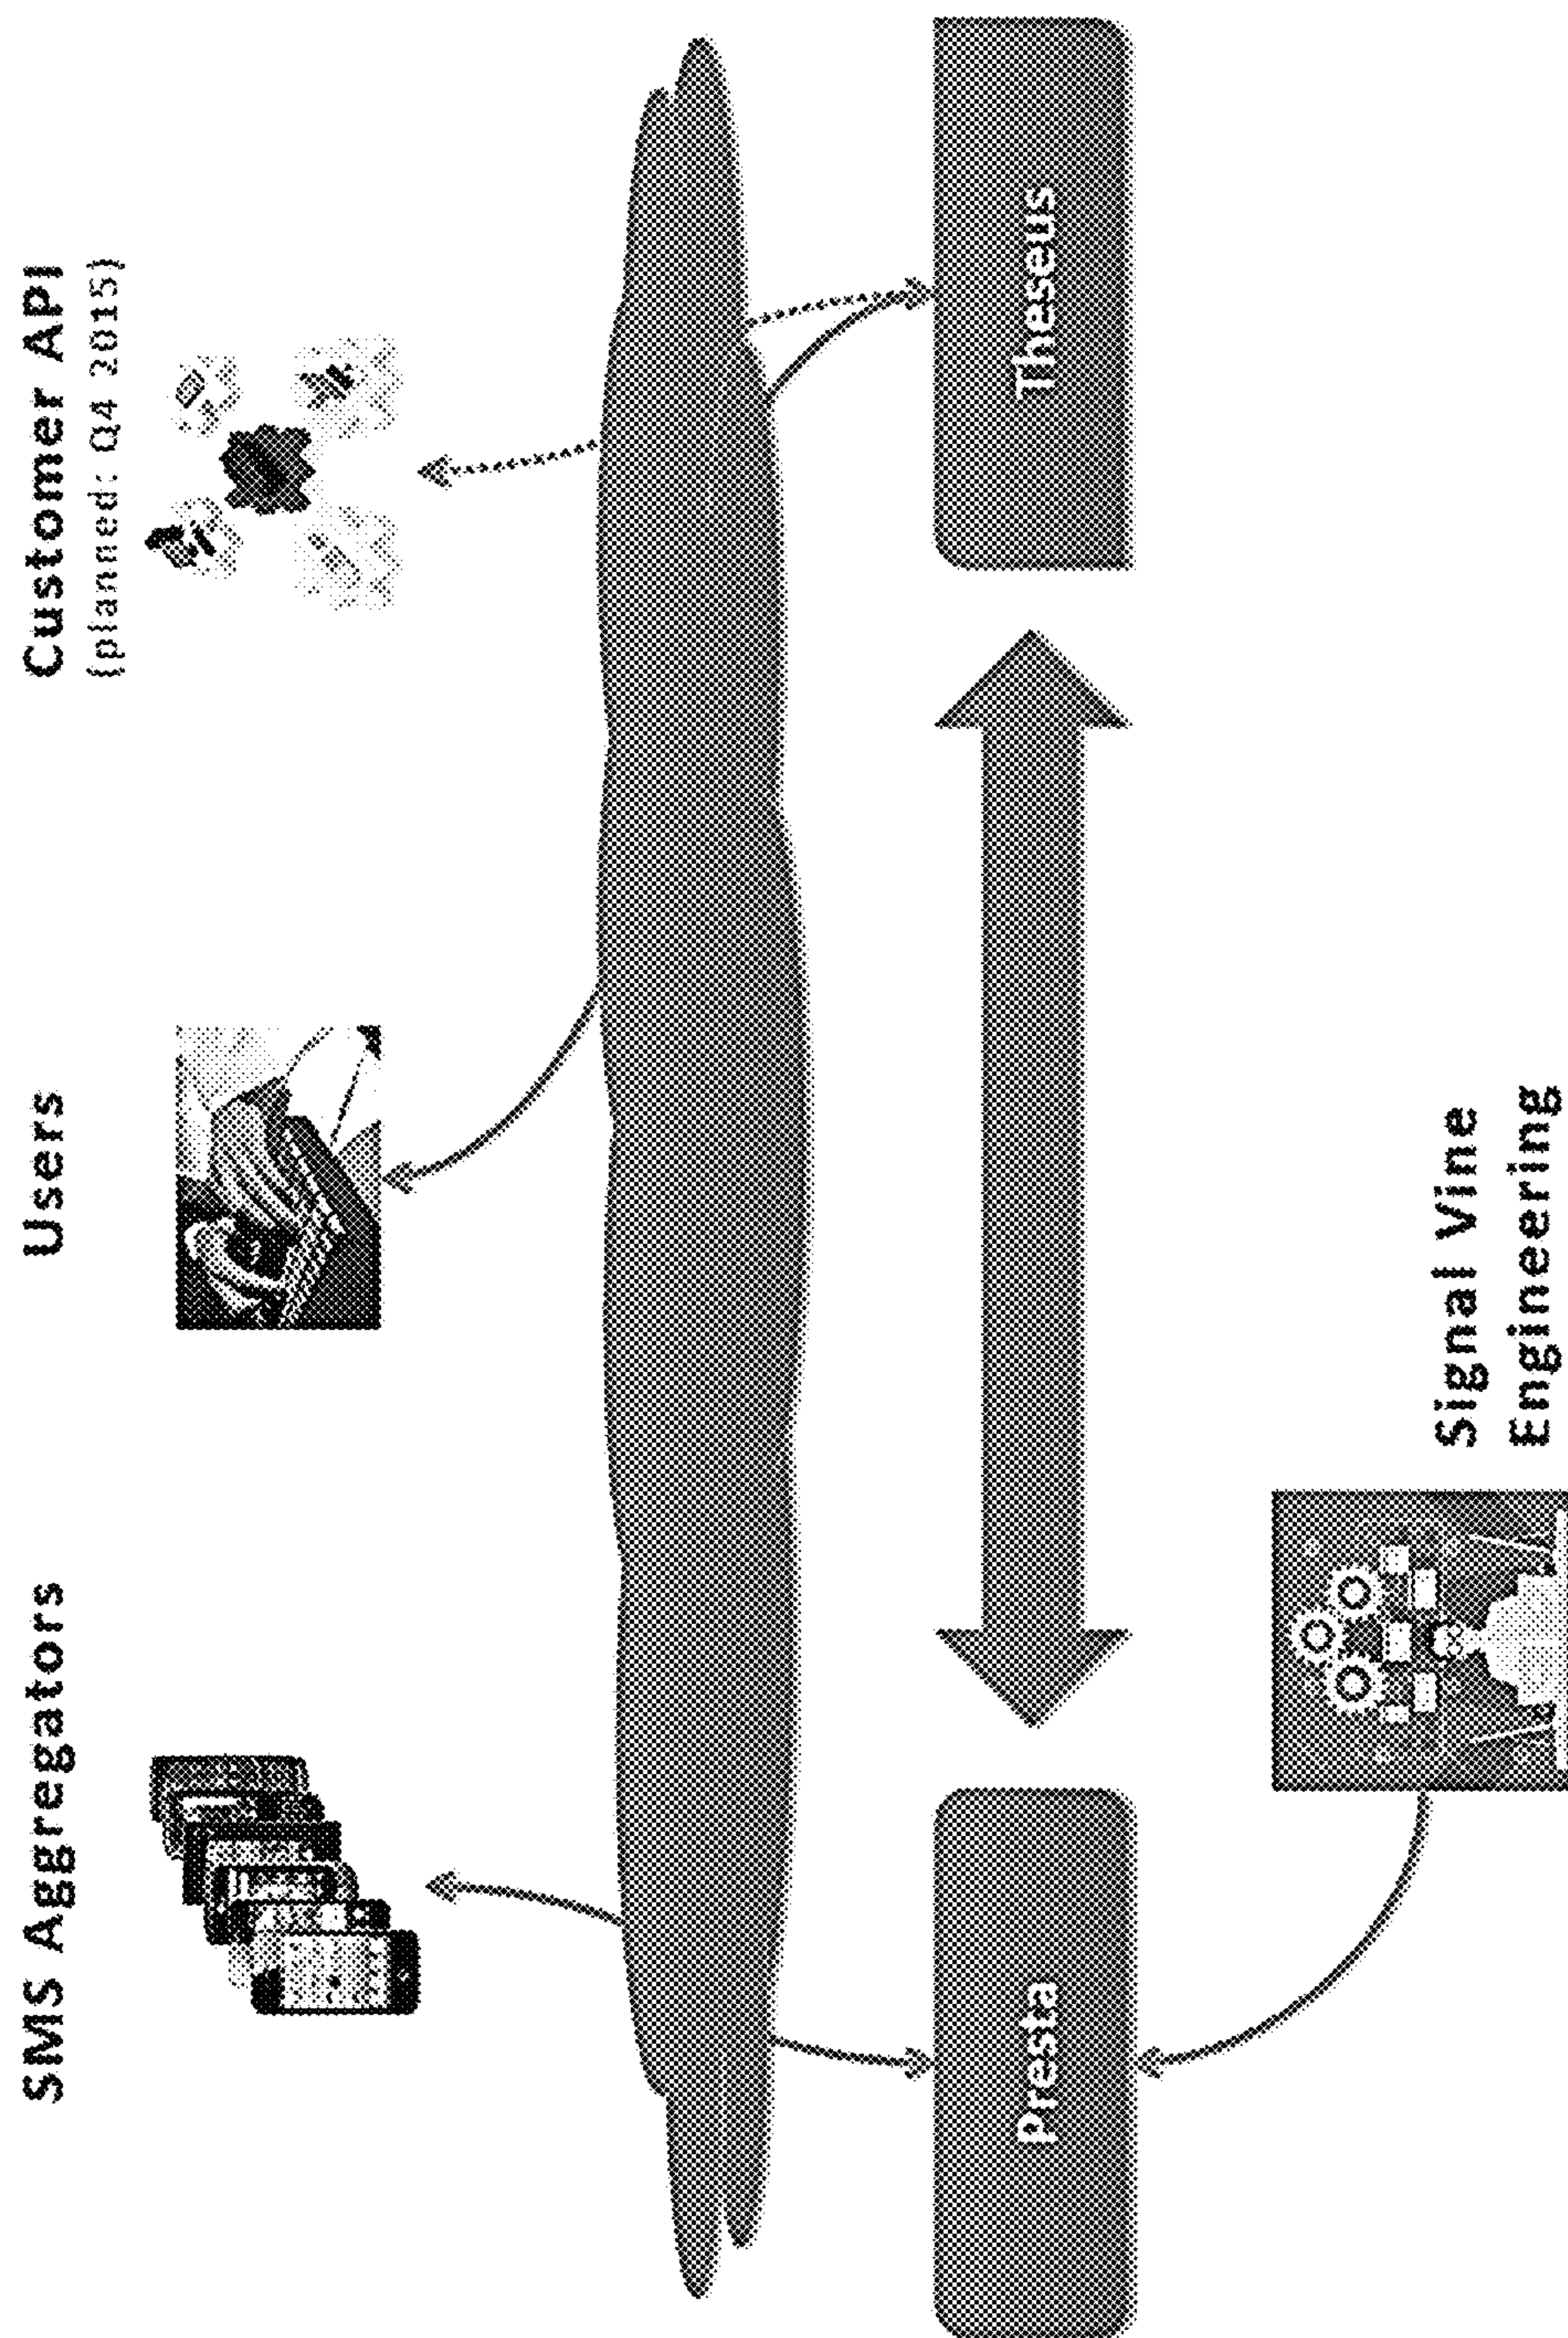 SMS Aggregators
Users
Customer API
(planned: Q4 2015)
Presta
Theseus
Signal Vine
Engineering